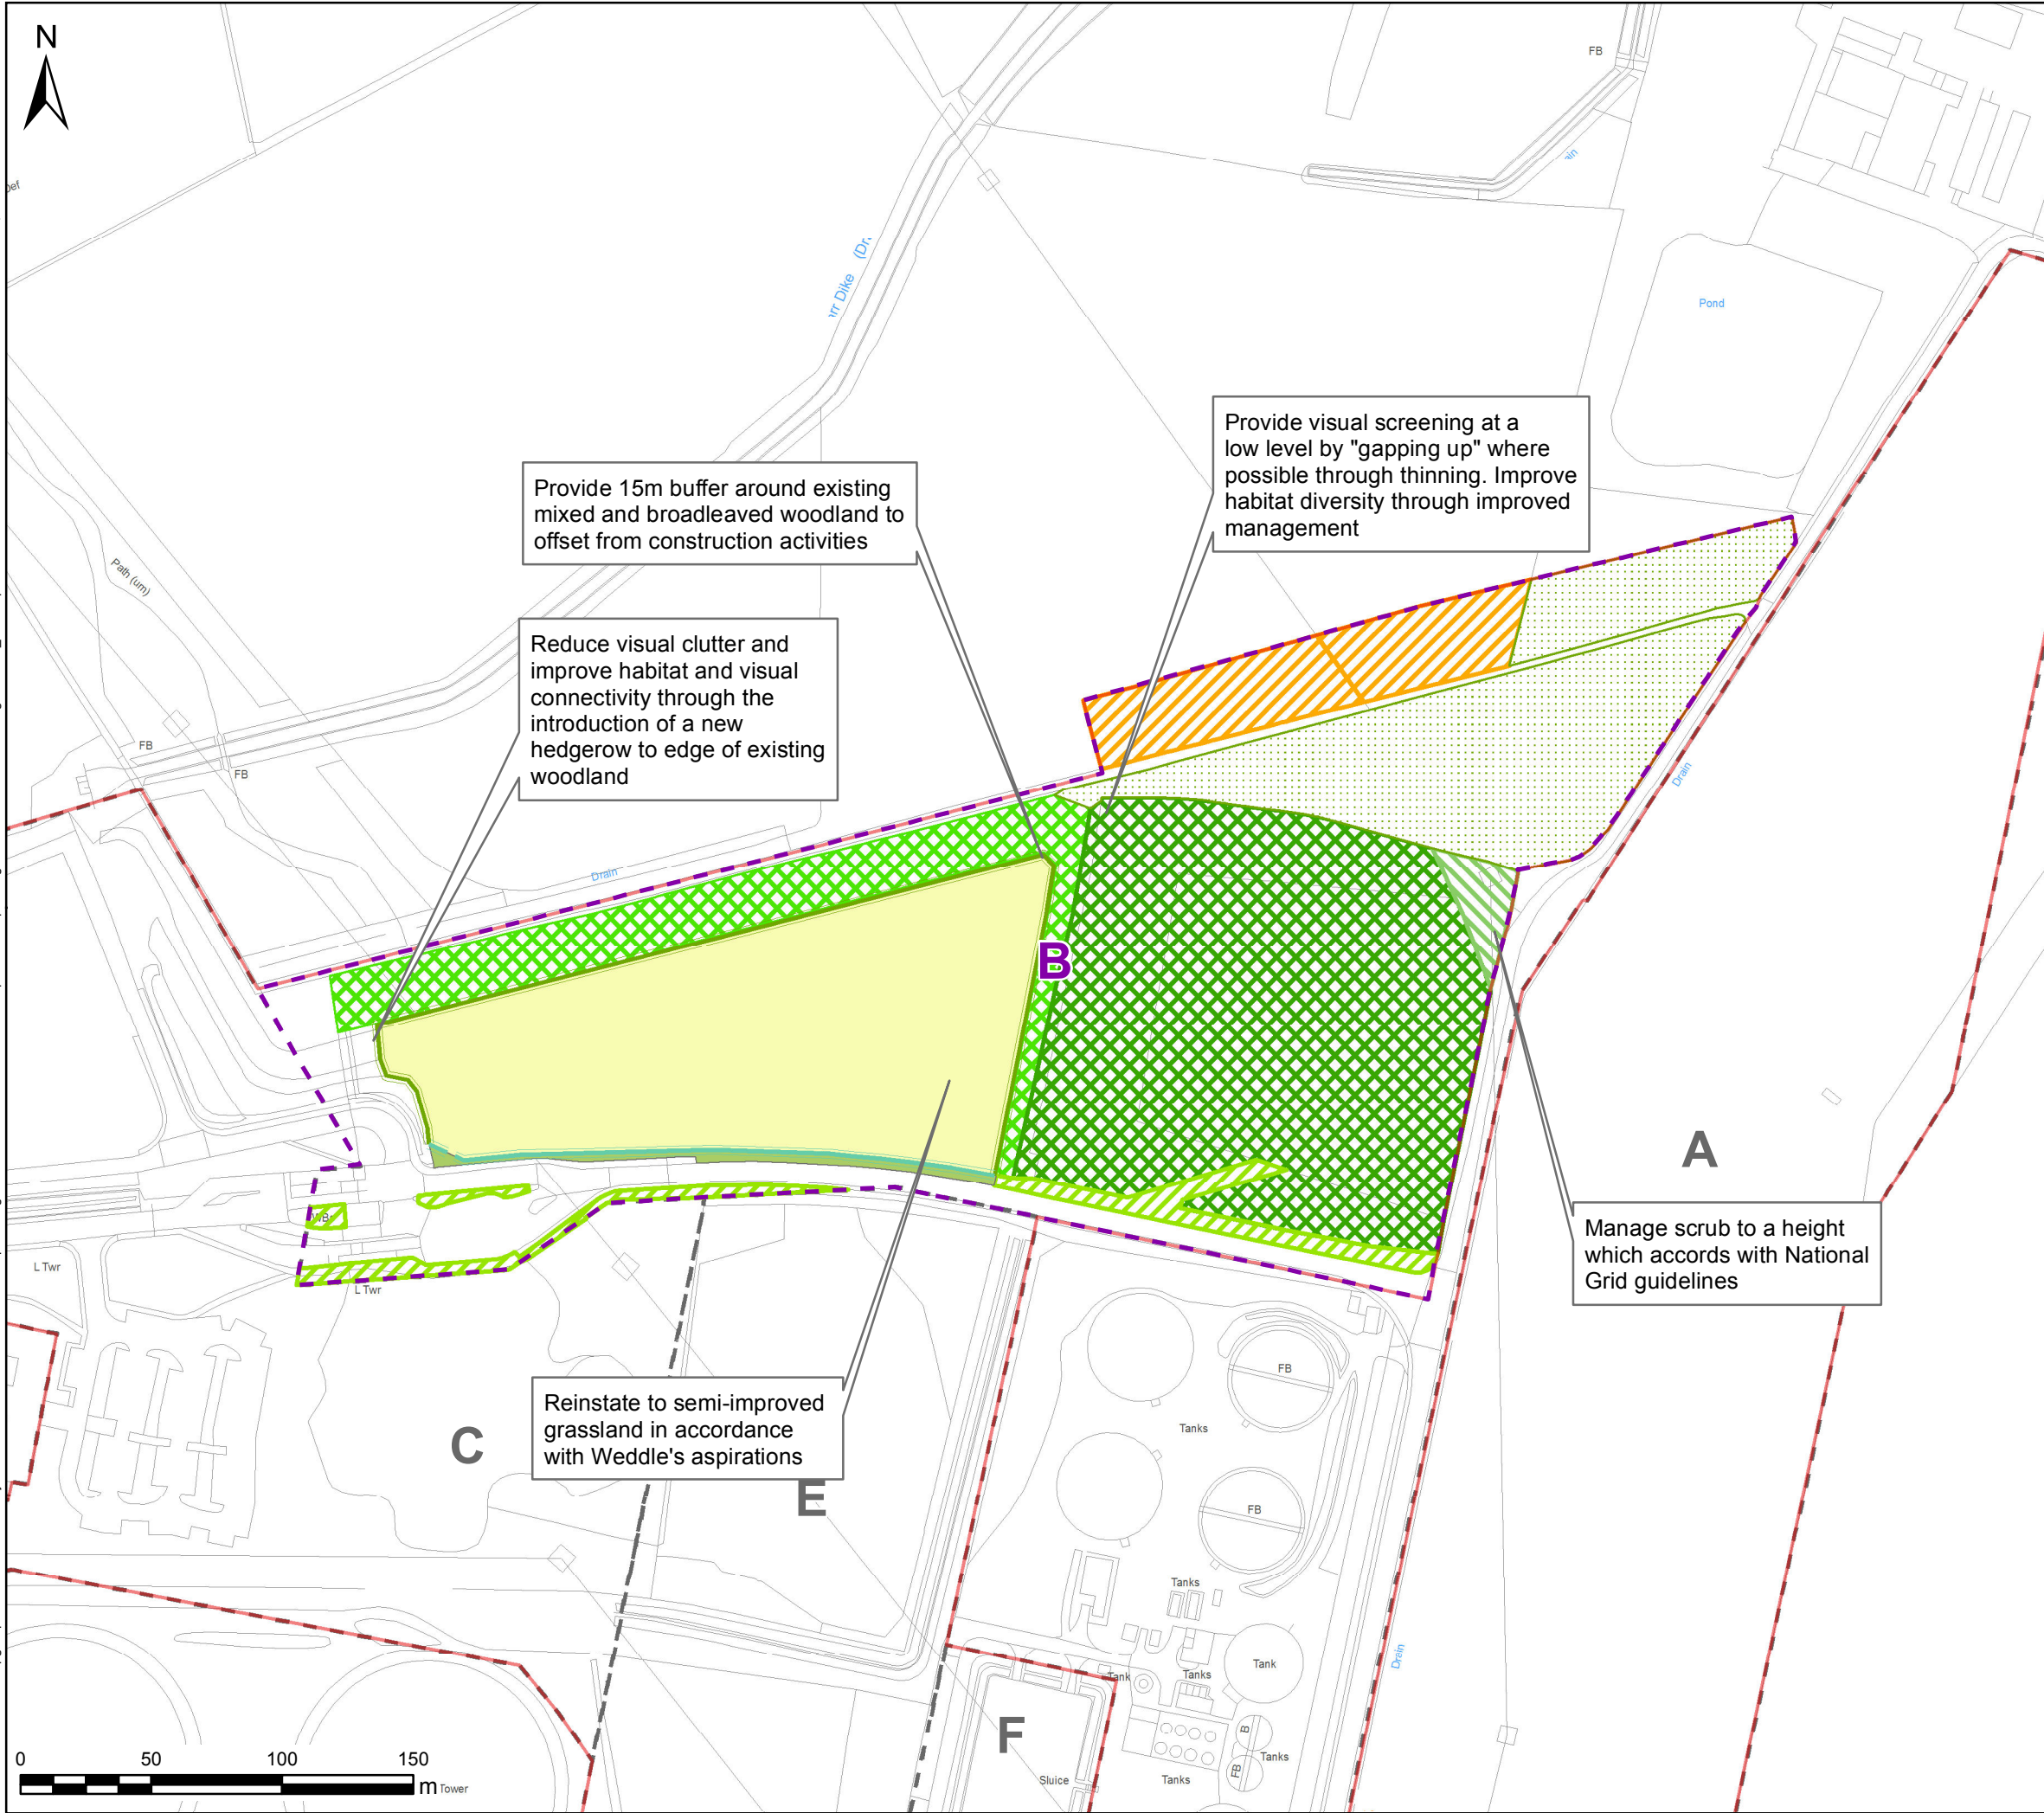 N
FB
Pond
Provide visual screening at a
low level by "gapping up" where
possible through thinning. Improve
habitat diversity through improved
management
Provide 15m buffer around existing
mixed and broadleaved woodland to
offset from construction activities
Path (um)
Reduce visual clutter and
improve habitat and visual
connectivity through the
introduction of a new
hedgerow to edge of existing
woodland
FB
FB
Drain
Drain
B
A
Manage scrub to a height
which accords with National
Grid guidelines
L Twr
L Twr
Reinstate to semi-improved
grassland in accordance
with Weddle's aspirations
C
E
FB
Tanks
FB
Tanks
Drain
Tank
Tanks
Tank
F
B
FB
Tanks
Tanks
Sluice
0 50 100 150
m
Tower